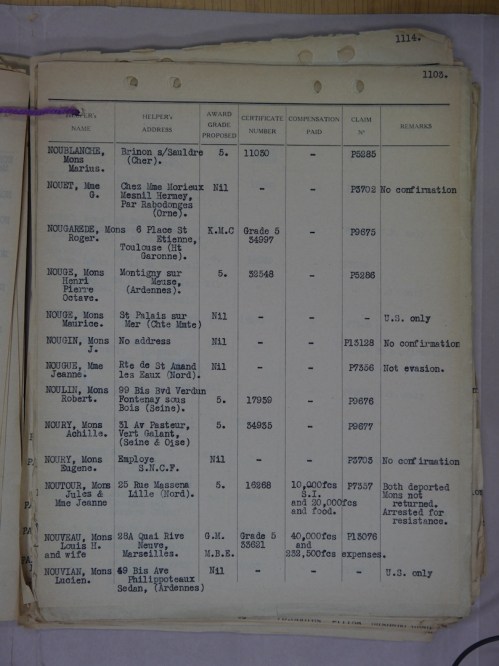 1114.
1103.
HELPER's NAME HELPER's ADDRESS AWARD GRADE PROPOSED CERTIFICATE NUMBER COMPENSATION PAID CLAIM No REMARKS
NOUBLANCHE, Brinon s/Sauldre 5. 11050 - P5285
Mons (Cher).
Marius.
NOUET, Mme Chez Mme Morieux Nil - - P3702 No confirmation
G. Mesnil Hermey,
Par Rabodonges
(Orne).
NOUGAREDE, Mons 6 Place St K.M.C Grade 5 - P9675
Roger. Etienne, 34997
Toulouse (Ht
Garonne).
NOUGE, Mons Montigny sur 5. 32548 - P5286
Henri Meuse,
Pierre (Ardennes).
Octave.
NOUGE, Mons St Palais sur Nil - - - U.S. only
Maurice. Mer (Chte Mmte)
NOUGIN, Mons No address Nil - - P13128 No confirmation
J.
NOUGUE, Mme Rte de St Amand Nil - - P7356 Not evasion.
Jeanne. les Eaux (Nord).
NOULIN, Mons 99 Bis Bvd Verdun
Robert. Fontenay sous 5. 17939 - P9676
Bois (Seine).
NOURY, Mons 31 Av Pasteur, 5. 34935 - P9677
Achille. Vert Galant,
(Seine & Oise)
NOURY, Mons Employe Nil - - P3703 No confirmation
Eugene. S.N.C.F.
NOUTOUR, Mons 25 Rue Massena 5. 16268 10,000fcs P7357 Both deported
Jules & Lille (Nord). S.I. Mons not
Mme Jeanne and 20,000fcs returned.
and food. Arrested for
resistance.
NOUVEAU, Mons 28A Quai Rive G.M. Grade 5 40,000fcs P13076
Louis H. Neuve, 33621 and
and wife Marseilles. M.B.E. 232,500fcs expenses.
NOUVIAN, Mons 49 Bis Ave Nil - - - U.S. only
Lucien. Philippoteaux
Sedan, (Ardennes)